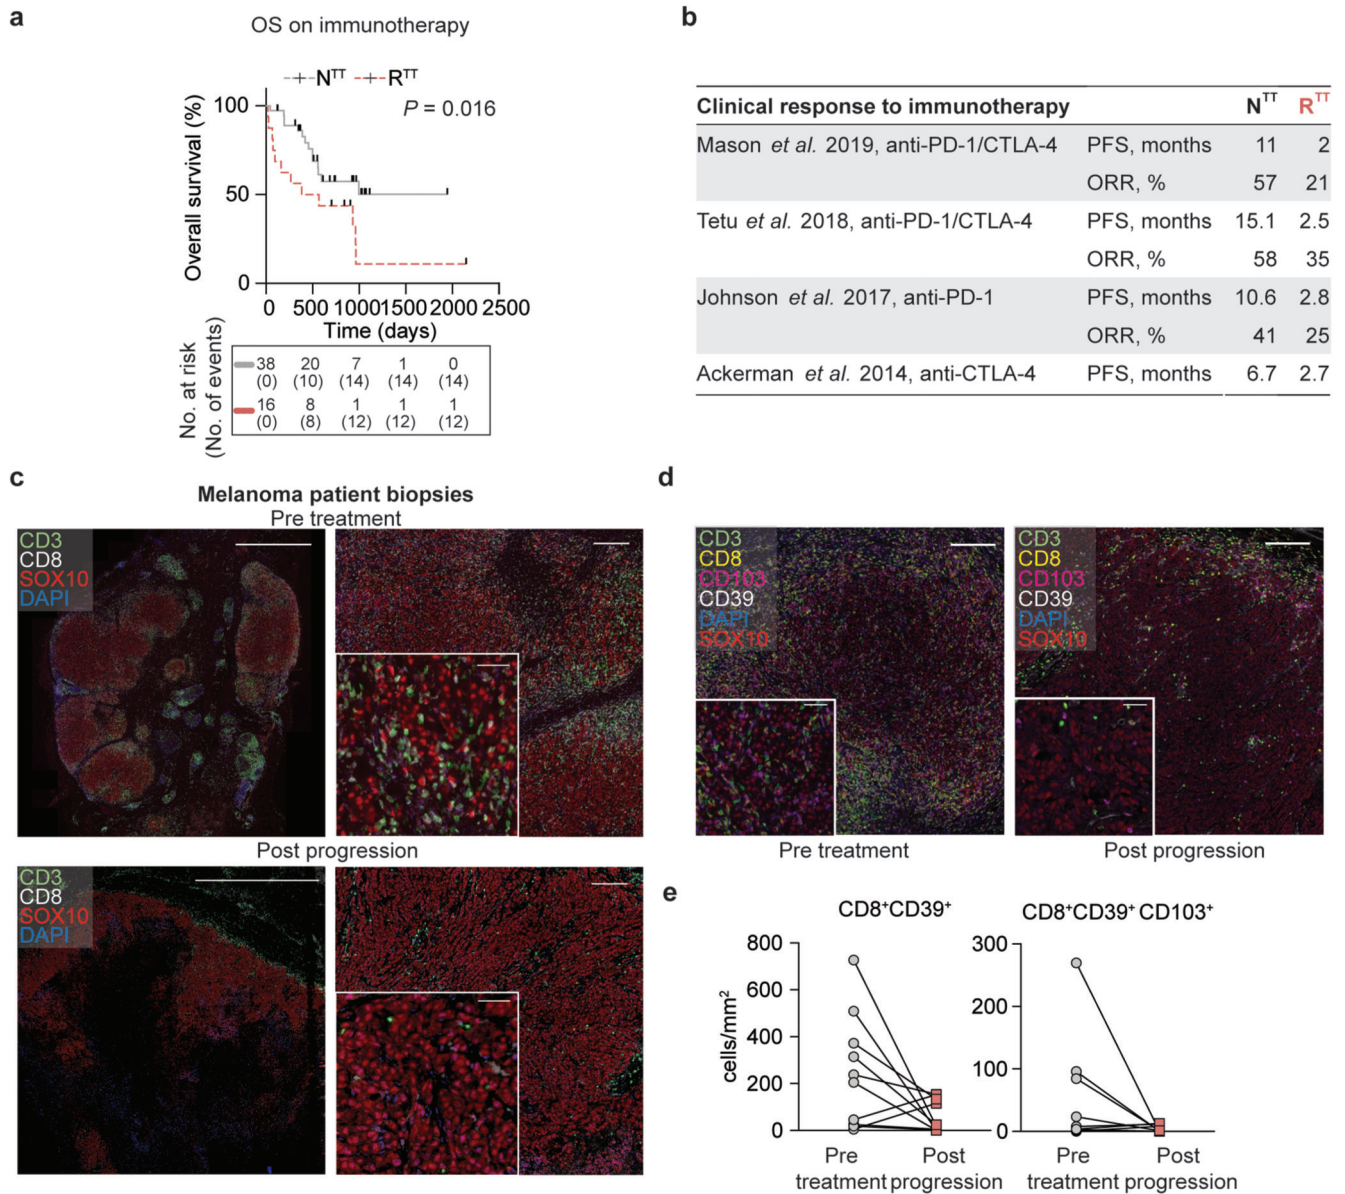 a
OS on immunotherapy
Nᵀᵀ Rᵀᵀ
P = 0.016
Overall survival (%)
100
50
0
0 500 1000 1500 2000 2500
Time (days)
No. at risk
(No. of events)
38 20 7 1 0
(0) (10) (14) (14) (14)
16 8 1 1 1
(0) (8) (12) (12) (12)
b
Clinical response to immunotherapy Nᵀᵀ Rᵀᵀ
Mason et al. 2019, anti-PD-1/CTLA-4 PFS, months 11 2
ORR, % 57 21
Tetu et al. 2018, anti-PD-1/CTLA-4 PFS, months 15.1 2.5
ORR, % 58 35
Johnson et al. 2017, anti-PD-1 PFS, months 10.6 2.8
ORR, % 41 25
Ackerman et al. 2014, anti-CTLA-4 PFS, months 6.7 2.7
c
Melanoma patient biopsies
Pre treatment
CD3
CD8
SOX10
DAPI
Post progression
CD3
CD8
SOX10
DAPI
d
CD3
CD8
CD103
CD39
DAPI
SOX10
CD3
CD8
CD103
CD39
DAPI
SOX10
Pre treatment Post progression
e
CD8⁺CD39⁺
cells/mm²
800
600
400
200
0
Pre treatment
Post progression
CD8⁺CD39⁺ CD103⁺
300
200
100
0
Pre treatment
Post progression